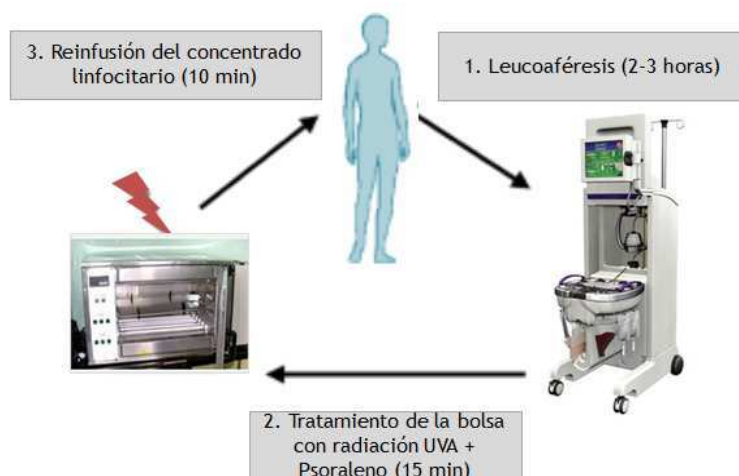 3. Reinfusión del concentrado
linfocitario (10 min)
1. Leucoaféresis (2-3 horas)
2. Tratamiento de la bolsa
con radiación UVA +
Psoraleno (15 min)